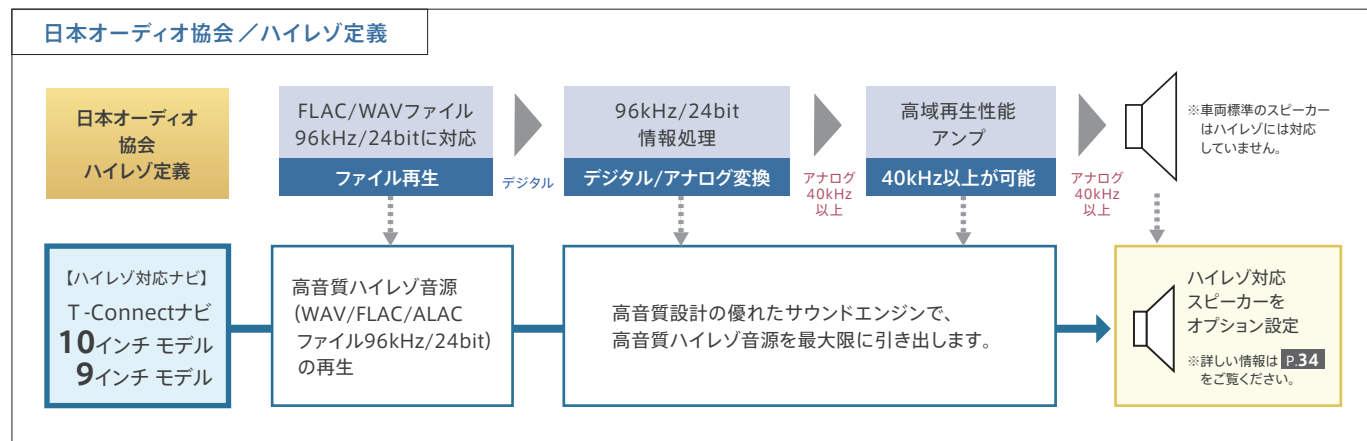 日本オーディオ協会／ハイレゾ定義
日本オーディオ
協会
ハイレゾ定義
FLAC/WAVファイル
96kHz/24bitに対応
ファイル再生
デジタル
96kHz/24bit
情報処理
デジタル/アナログ変換
アナログ
40kHz
以上
高域再生性能
アンプ
40kHz以上が可能
アナログ
40kHz
以上
※車両標準のスピーカー
はハイレゾには対応
していません。
【ハイレゾ対応ナビ】
T-Connectナビ
10インチ モデル
9インチ モデル
高音質ハイレゾ音源
(WAV/FLAC/ALAC
ファイル96kHz/24bit)
の再生
高音質設計の優れたサウンドエンジンで、
高音質ハイレゾ音源を最大限に引き出します。
ハイレゾ対応
スピーカーを
オプション設定
※詳しい情報は P.34
をご覧ください。